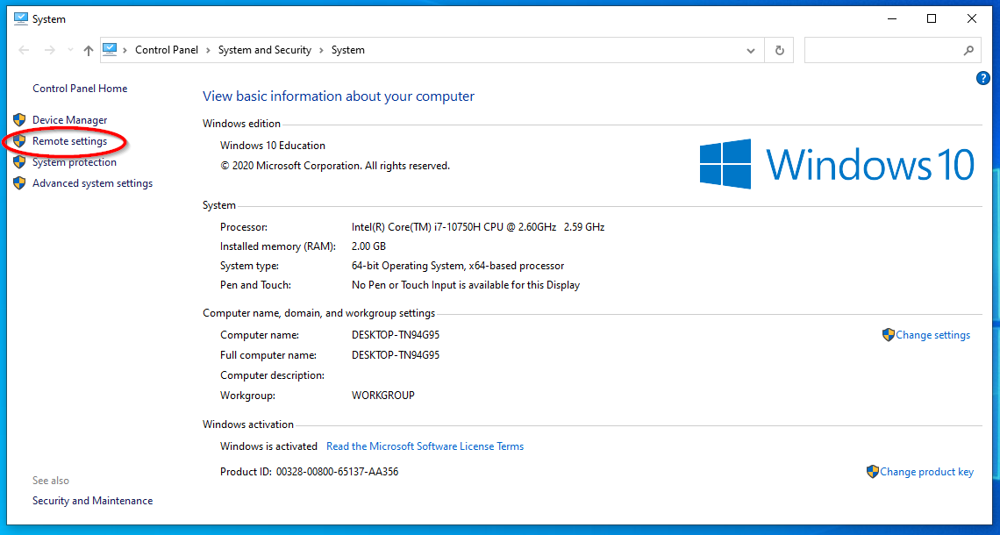 System
Control Panel > System and Security > System
?
Control Panel Home
Device Manager
Remote settings
System protection
Advanced system settings
View basic information about your computer
Windows edition
Windows 10 Education
© 2020 Microsoft Corporation. All rights reserved.
Windows 10
System
Processor: Intel(R) Core(TM) i7-10750H CPU @ 2.60GHz 2.59 GHz
Installed memory (RAM): 2.00 GB
System type: 64-bit Operating System, x64-based processor
Pen and Touch: No Pen or Touch Input is available for this Display
Computer name, domain, and workgroup settings
Computer name: DESKTOP-TN94G95
Change settings
Full computer name: DESKTOP-TN94G95
Computer description:
Workgroup: WORKGROUP
Windows activation
Windows is activated Read the Microsoft Software License Terms
Product ID: 00328-00800-65137-AA356
Change product key
See also
Security and Maintenance